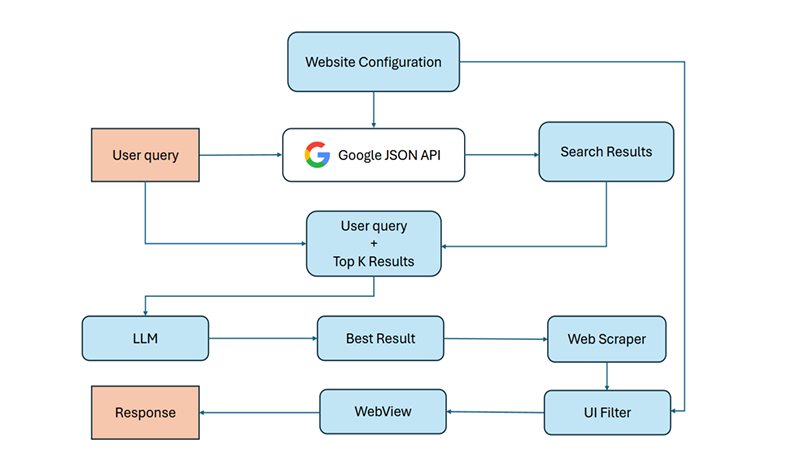 Website Configuration
User query
Google JSON API
Search Results
User query
+
Top K Results
LLM
Best Result
Web Scraper
Response
WebView
UI Filter